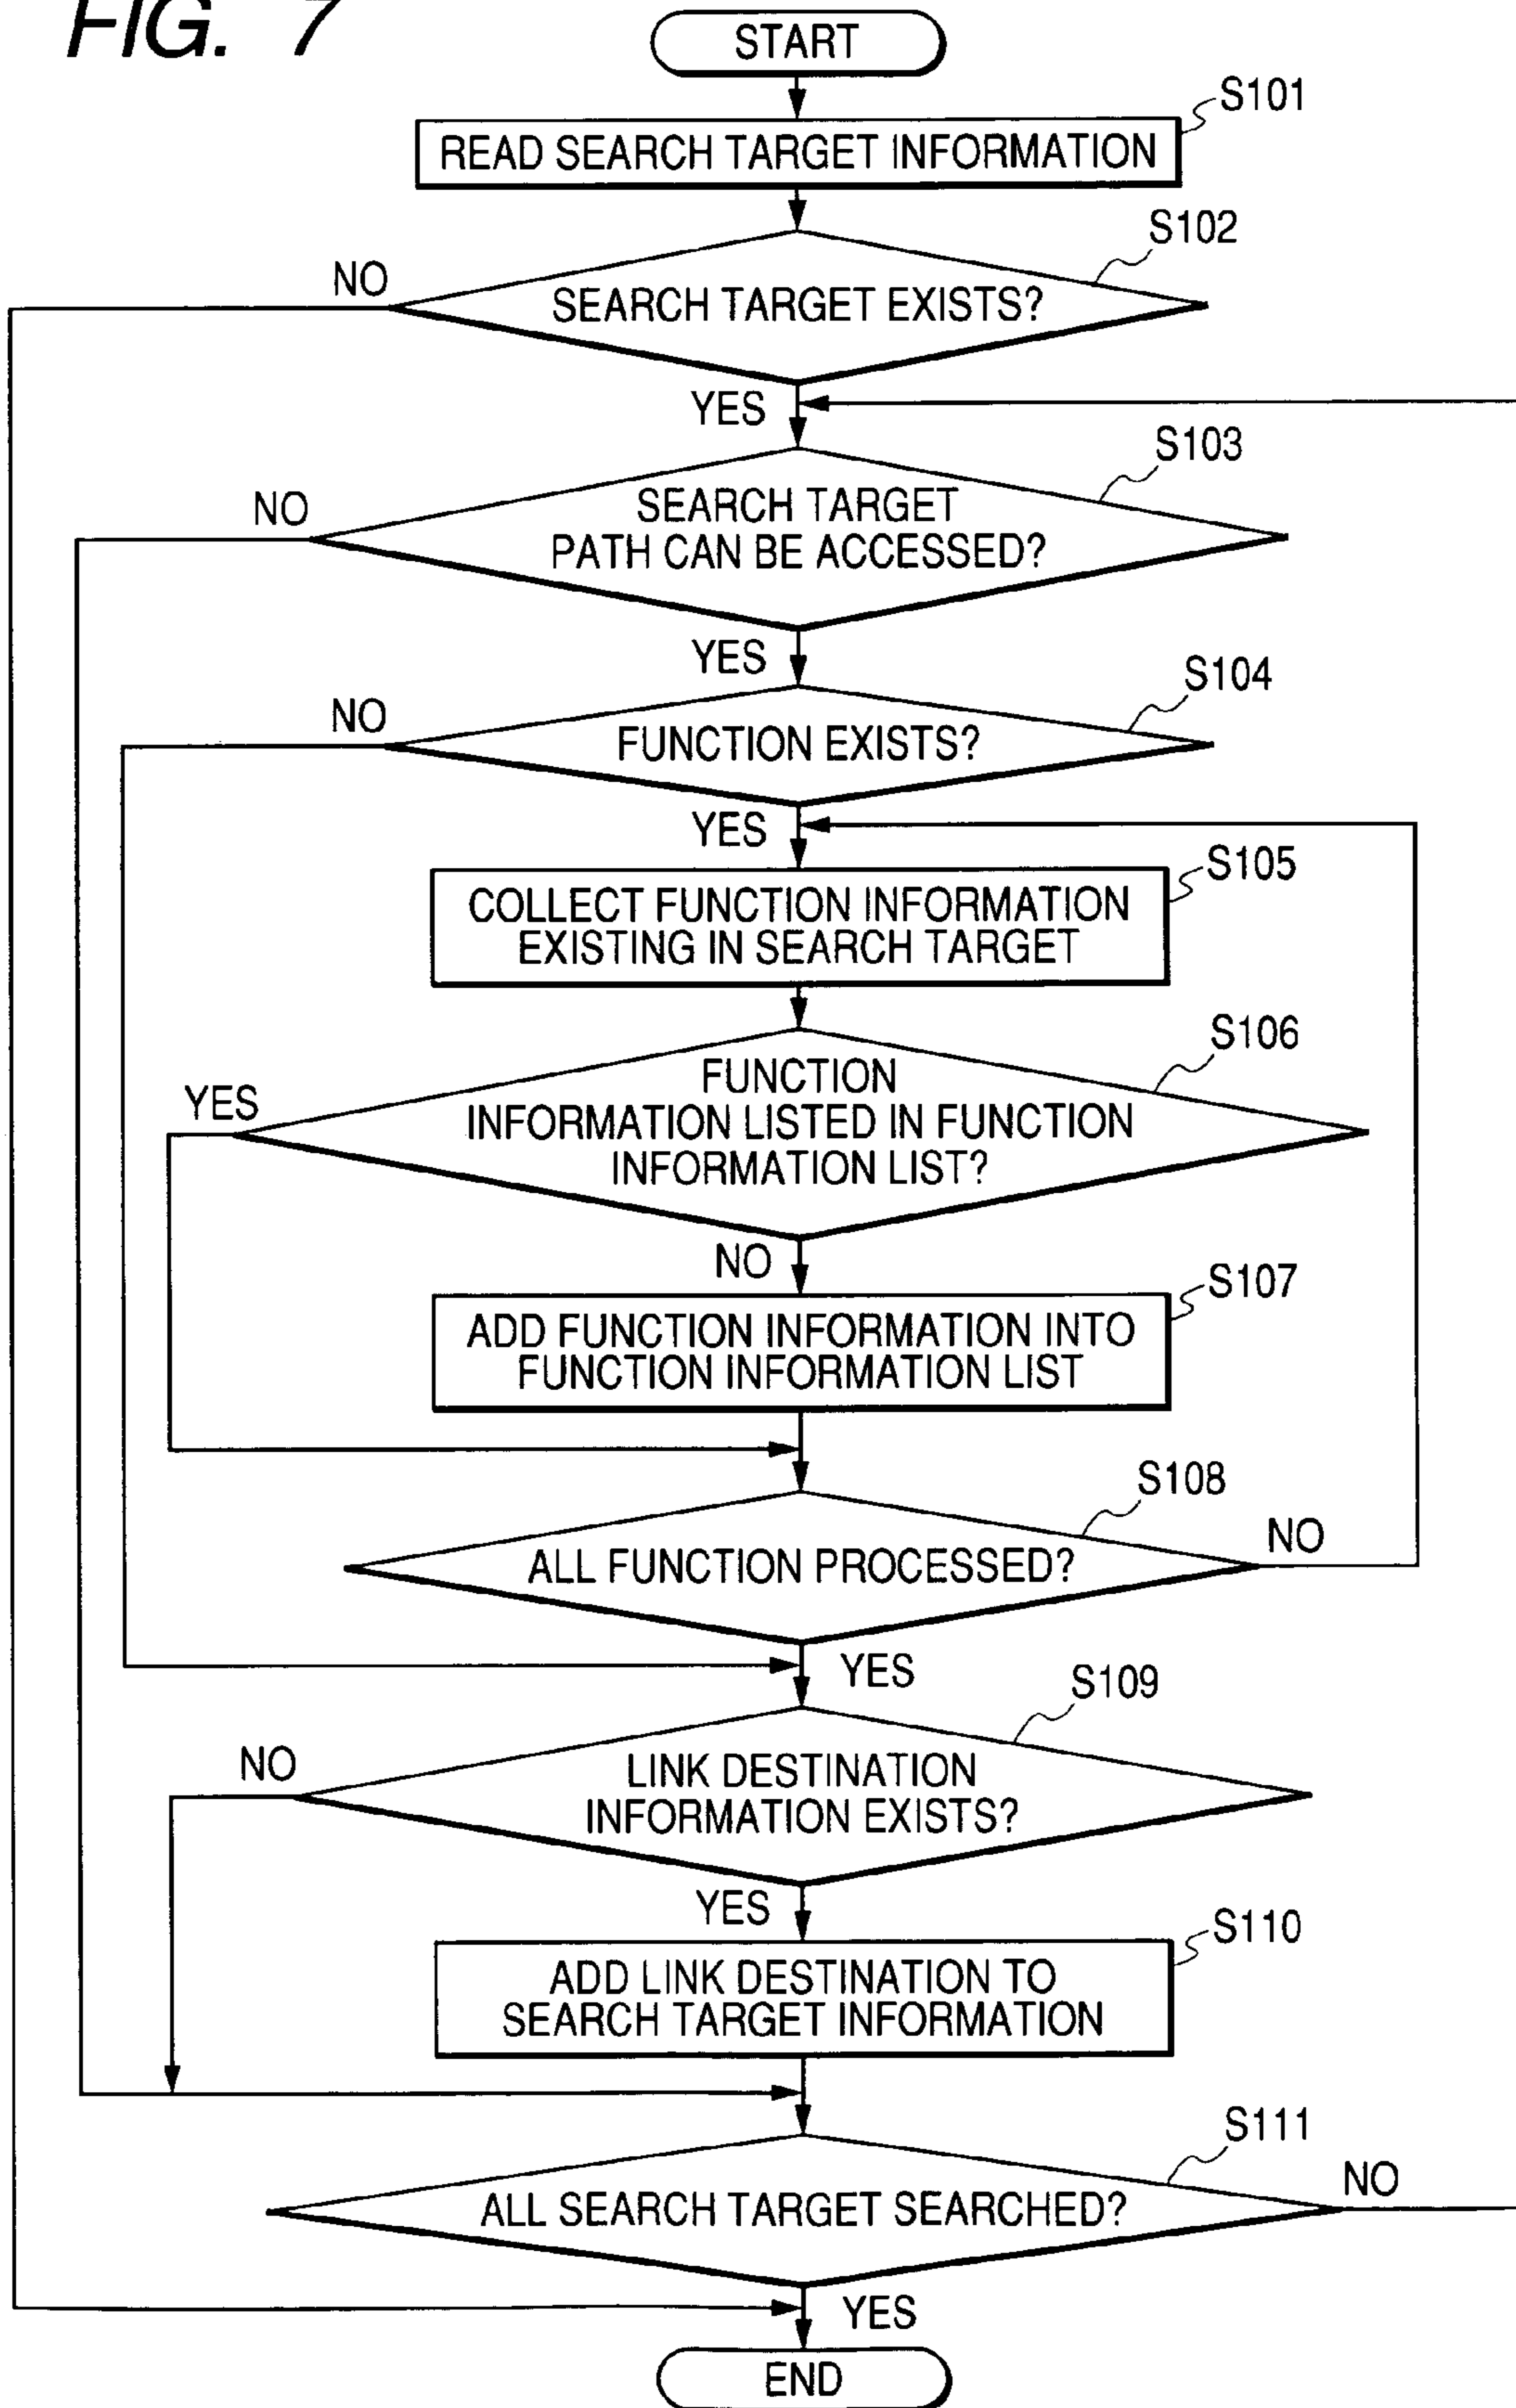 FIG. 7
START
S101
READ SEARCH TARGET INFORMATION
S102
NO
SEARCH TARGET EXISTS?
YES
S103
NO
SEARCH TARGET
PATH CAN BE ACCESSED?
YES
S104
NO
FUNCTION EXISTS?
YES
S105
COLLECT FUNCTION INFORMATION
EXISTING IN SEARCH TARGET
S106
YES
FUNCTION
INFORMATION LISTED IN FUNCTION
INFORMATION LIST?
NO
S107
ADD FUNCTION INFORMATION INTO
FUNCTION INFORMATION LIST
S108
NO
ALL FUNCTION PROCESSED?
YES
S109
NO
LINK DESTINATION
INFORMATION EXISTS?
YES
S110
ADD LINK DESTINATION TO
SEARCH TARGET INFORMATION
S111
NO
ALL SEARCH TARGET SEARCHED?
YES
END